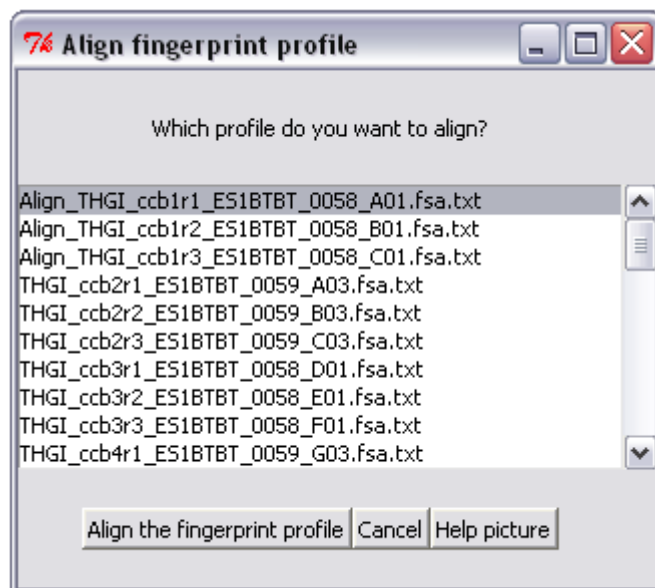 Align fingerprint profile
Which profile do you want to align?
Align_THGI_ccb1r1_ES1BTBT_0058_A01.fsa.txt
Align_THGI_ccb1r2_ES1BTBT_0058_B01.fsa.txt
Align_THGI_ccb1r3_ES1BTBT_0058_C01.fsa.txt
THGI_ccb2r1_ES1BTBT_0059_A03.fsa.txt
THGI_ccb2r2_ES1BTBT_0059_B03.fsa.txt
THGI_ccb2r3_ES1BTBT_0059_C03.fsa.txt
THGI_ccb3r1_ES1BTBT_0058_D01.fsa.txt
THGI_ccb3r2_ES1BTBT_0058_E01.fsa.txt
THGI_ccb3r3_ES1BTBT_0058_F01.fsa.txt
THGI_ccb4r1_ES1BTBT_0059_G03.fsa.txt
Align the fingerprint profile Cancel Help picture